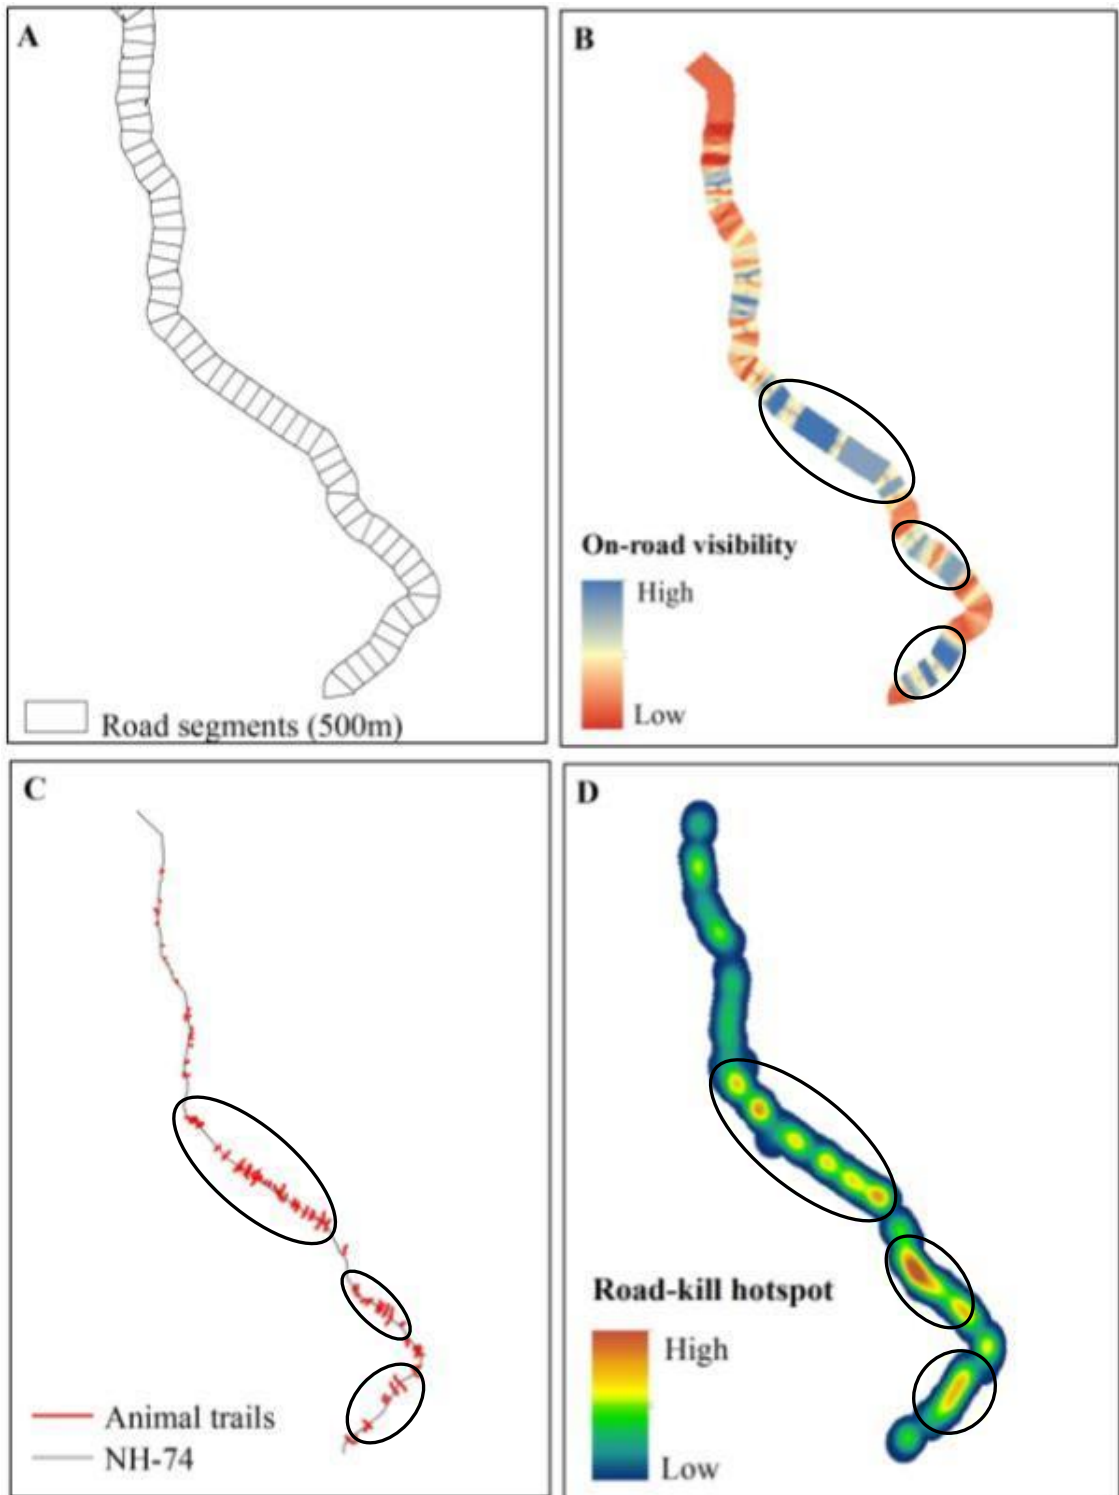 A
Road segments (500m)
B
On-road visibility
High
Low
C
Animal trails
NH-74
D
Road-kill hotspot
High
Low